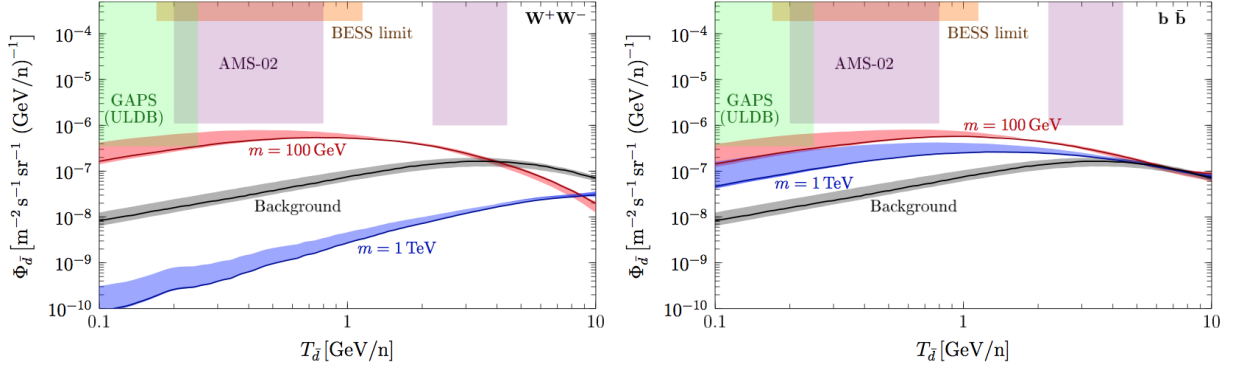 W⁺W⁻
BESS limit
AMS-02
GAPS
(ULDB)
m = 100 GeV
Background
m = 1 TeV
Φ_d̄ [m⁻² s⁻¹ sr⁻¹ (GeV/n)⁻¹]
10⁻⁴
10⁻⁵
10⁻⁶
10⁻⁷
10⁻⁸
10⁻⁹
10⁻¹⁰
0.1
1
10
T_d̄ [GeV/n]
b b̄
BESS limit
AMS-02
GAPS
(ULDB)
m = 100 GeV
m = 1 TeV
Background
Φ_d̄ [m⁻² s⁻¹ sr⁻¹ (GeV/n)⁻¹]
10⁻⁴
10⁻⁵
10⁻⁶
10⁻⁷
10⁻⁸
10⁻⁹
10⁻¹⁰
0.1
1
10
T_d̄ [GeV/n]